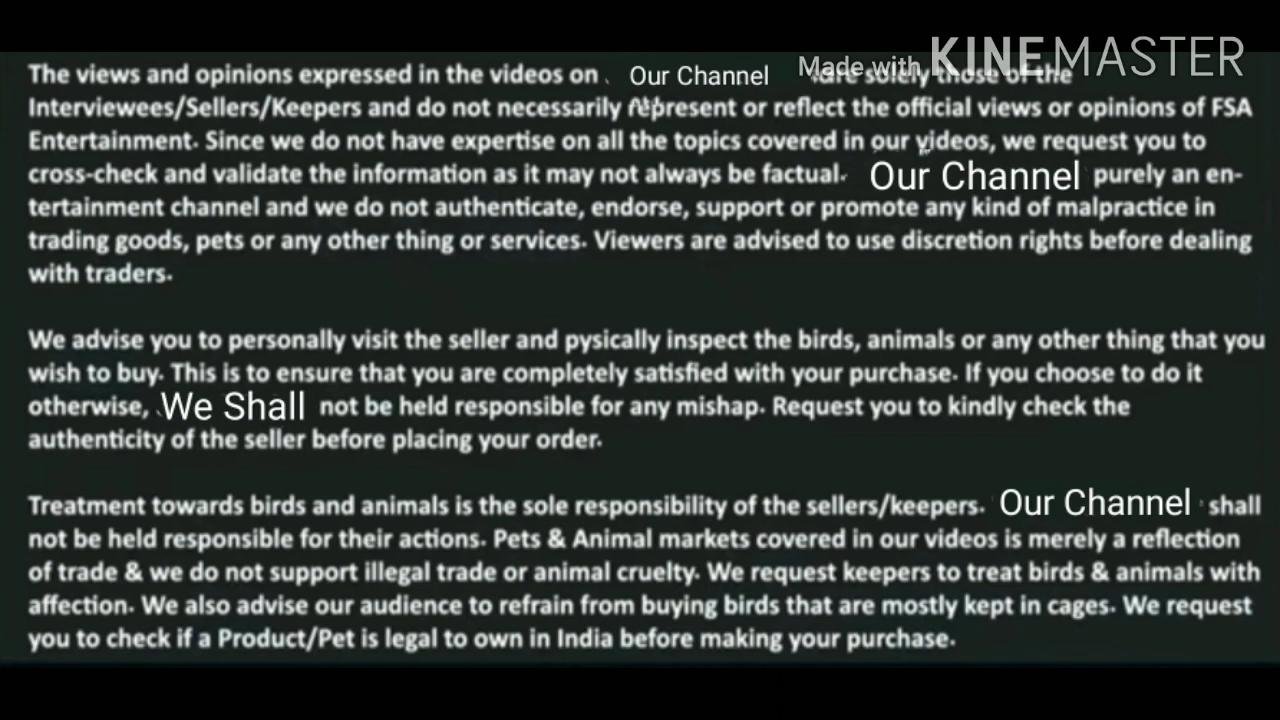 Made with KINEMASTER
The views and opinions expressed in the videos on Our Channel are solely those of the
Interviewees/Sellers/Keepers and do not necessarily represent or reflect the official views or opinions of FSA
Entertainment. Since we do not have expertise on all the topics covered in our videos, we request you to
cross-check and validate the information as it may not always be factual. Our Channel purely an en-
tertainment channel and we do not authenticate, endorse, support or promote any kind of malpractice in
trading goods, pets or any other thing or services. Viewers are advised to use discretion rights before dealing
with traders.
We advise you to personally visit the seller and pysically inspect the birds, animals or any other thing that you
wish to buy. This is to ensure that you are completely satisfied with your purchase. If you choose to do it
otherwise, We Shall not be held responsible for any mishap. Request you to kindly check the
authenticity of the seller before placing your order.
Treatment towards birds and animals is the sole responsibility of the sellers/keepers. Our Channel shall
not be held responsible for their actions. Pets & Animal markets covered in our videos is merely a reflection
of trade & we do not support illegal trade or animal cruelty. We request keepers to treat birds & animals with
affection. We also advise our audience to refrain from buying birds that are mostly kept in cages. We request
you to check if a Product/Pet is legal to own in India before making your purchase.